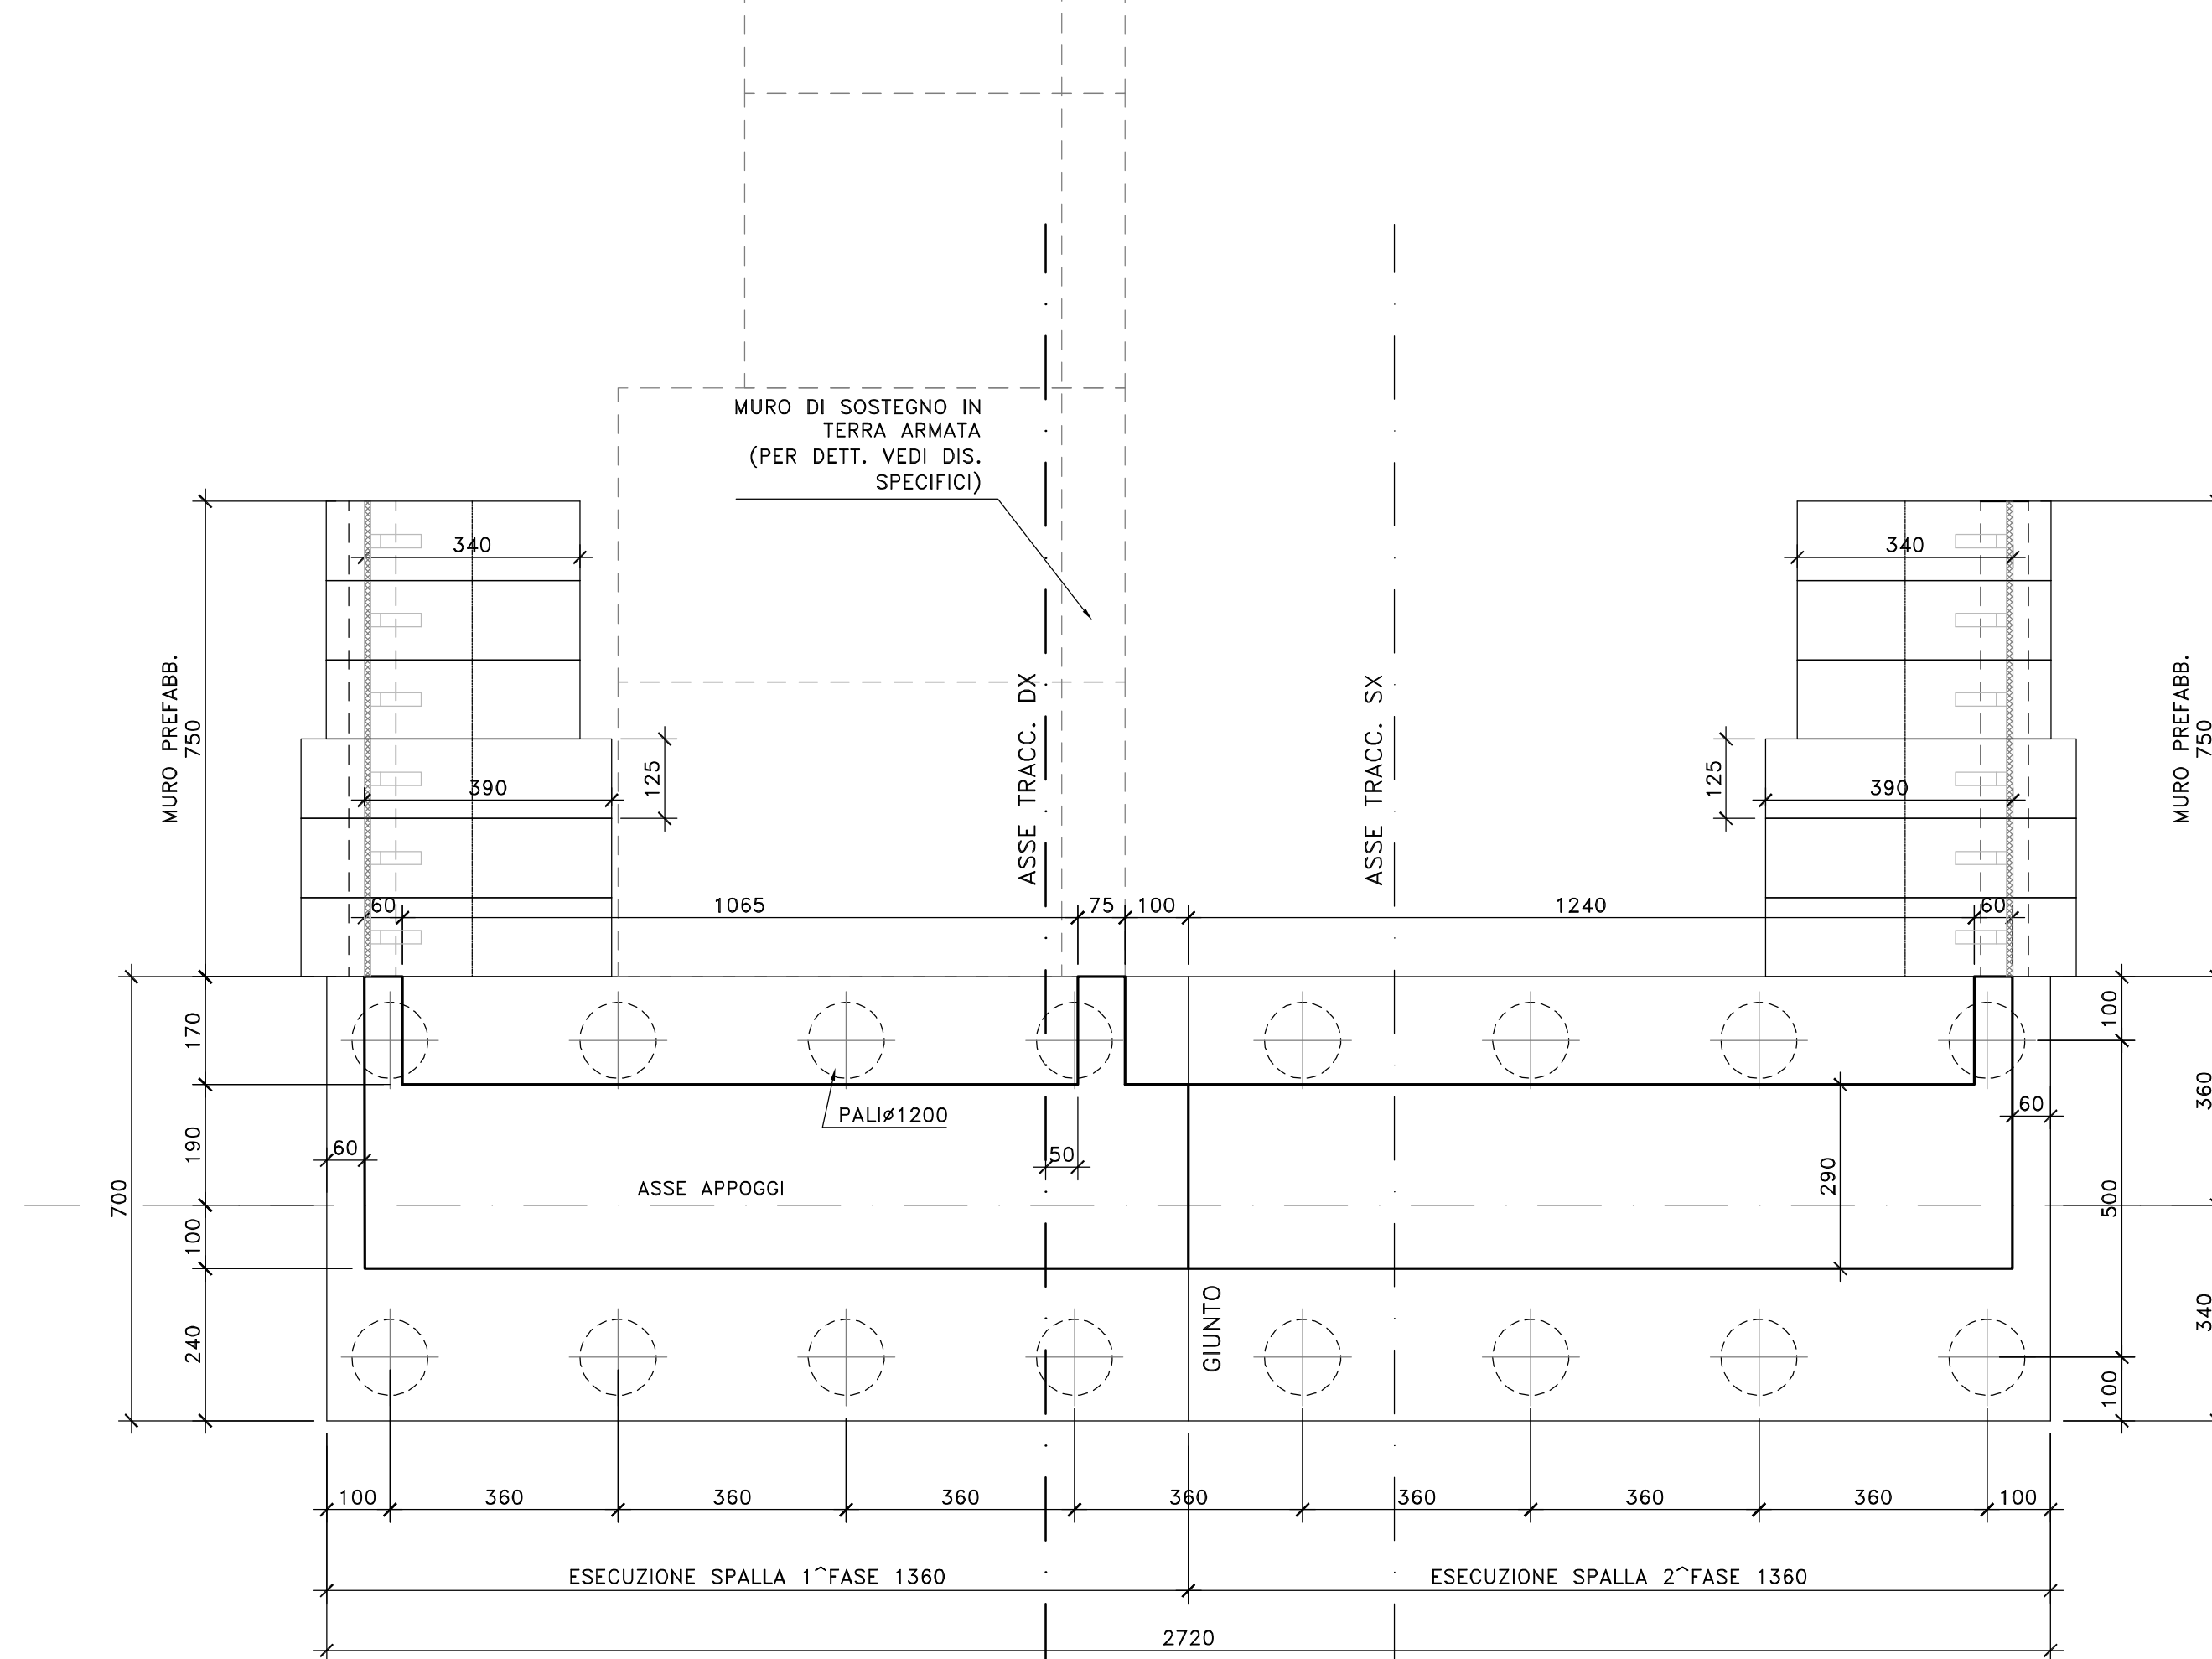 MURO DI SOSTEGNO IN
TERRA ARMATA
(PER DETT. VEDI DIS.
SPECIFICI)
340
340
MURO PREFABB.
750
ASSE TRACC. DX
ASSE TRACC. SX
MURO PREFABB.
750
125
125
390
390
60
1065
75
100
1240
60
170
100
360
PALIø1200
60
60
50
190
290
ASSE APPOGGI
700
500
100
GIUNTO
240
340
100
100
360
360
360
360
360
360
360
100
ESECUZIONE SPALLA 1^FASE 1360
ESECUZIONE SPALLA 2^FASE 1360
2720